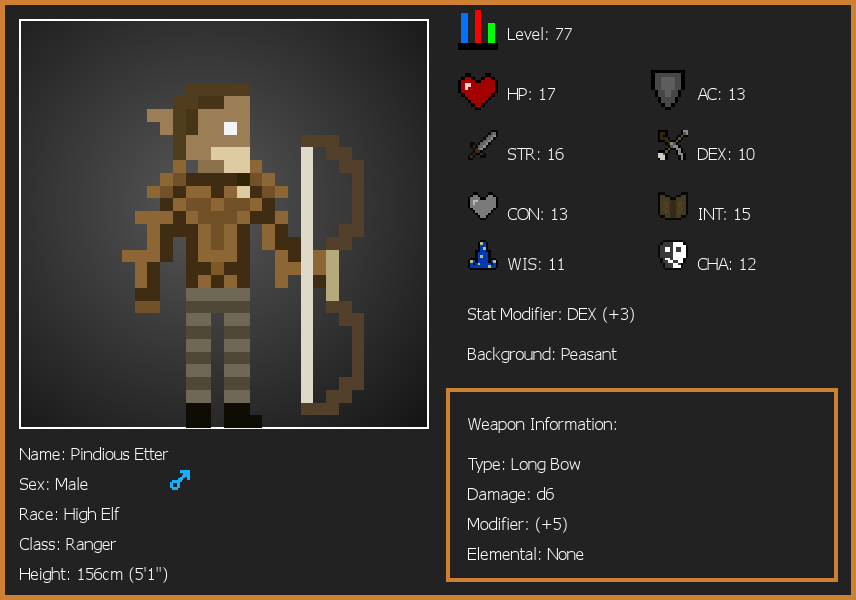 Level: 77
HP: 17
AC: 13
STR: 16
DEX: 10
CON: 13
INT: 15
WIS: 11
CHA: 12
Stat Modifier: DEX (+3)
Background: Peasant
Weapon Information:
Type: Long Bow
Damage: d6
Modifier: (+5)
Elemental: None
Name: Pindious Etter
Sex: Male
Race: High Elf
Class: Ranger
Height: 156cm (5'1")